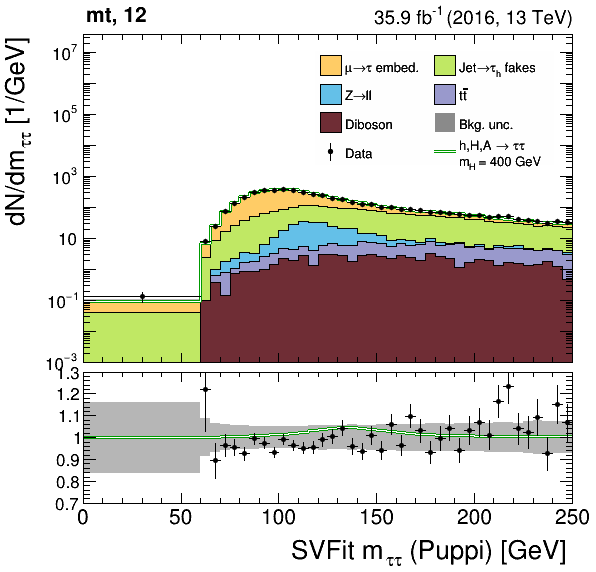 mt, 12
35.9 fb⁻¹ (2016, 13 TeV)
dN/dm_ττ [1/GeV]
10⁷
10⁵
10³
10
10⁻¹
10⁻³
μ→τ embed.
Jet→τ_h fakes
Z→ll
tt̄
Diboson
Bkg. unc.
Data
h,H,A → ττ
m_H = 400 GeV
1.3
1.2
1.1
1
0.9
0.8
0.7
0
50
100
150
200
250
SVFit m_ττ (Puppi) [GeV]